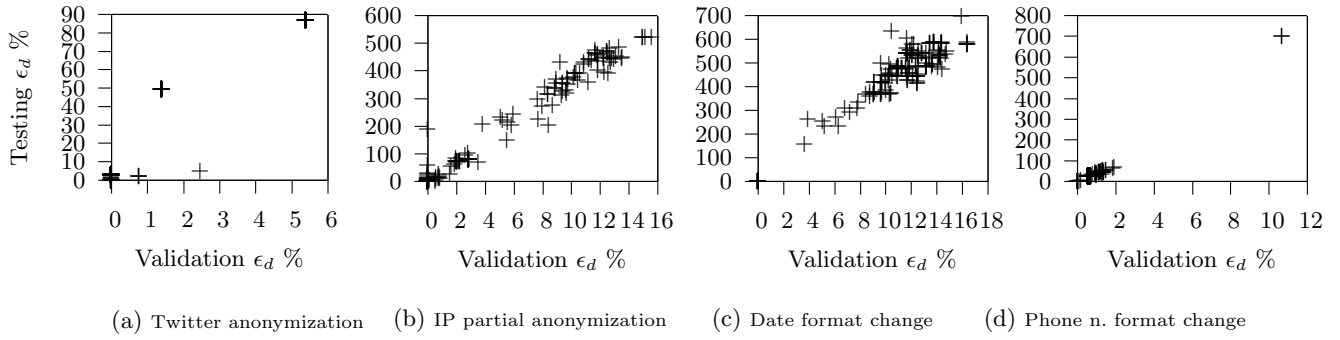 Testing ϵd %
90
80
70
60
50
40
30
20
10
0
0 1 2 3 4 5 6
Validation ϵd %
(a) Twitter anonymization
600
500
400
300
200
100
0
0 2 4 6 8 10 12 14 16
Validation ϵd %
(b) IP partial anonymization
700
600
500
400
300
200
100
0
0 2 4 6 8 10 12 14 16 18
Validation ϵd %
(c) Date format change
800
700
600
500
400
300
200
100
0
0 2 4 6 8 10 12
Validation ϵd %
(d) Phone n. format change